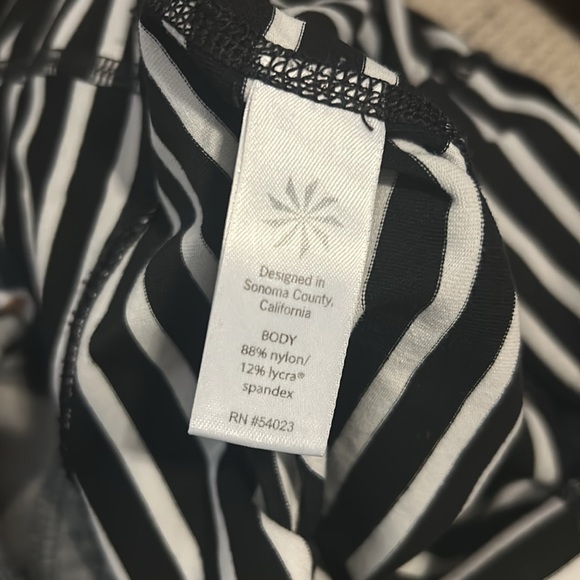 Designed in
Sonoma County,
California
BODY
88% nylon/
12% lycra®
spandex
RN #54023